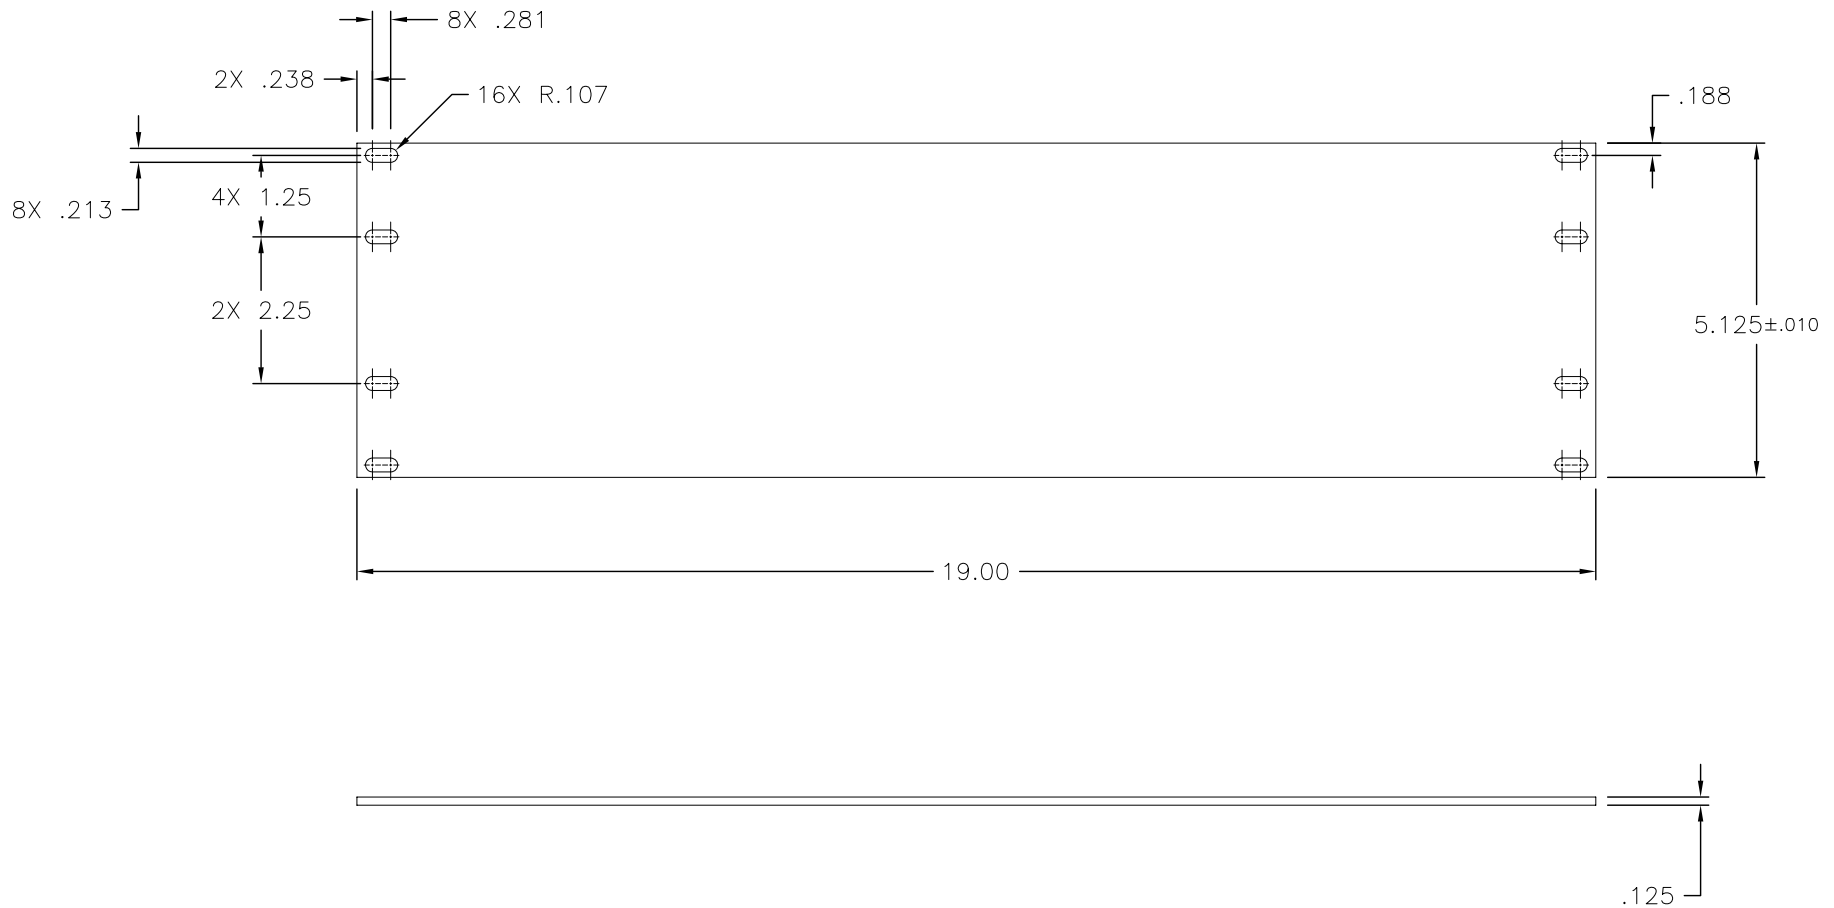 8X .281
2X .238
16X R.107
.188
4X 1.25
8X .213
2X 2.25
5.125±.010
19.00
.125